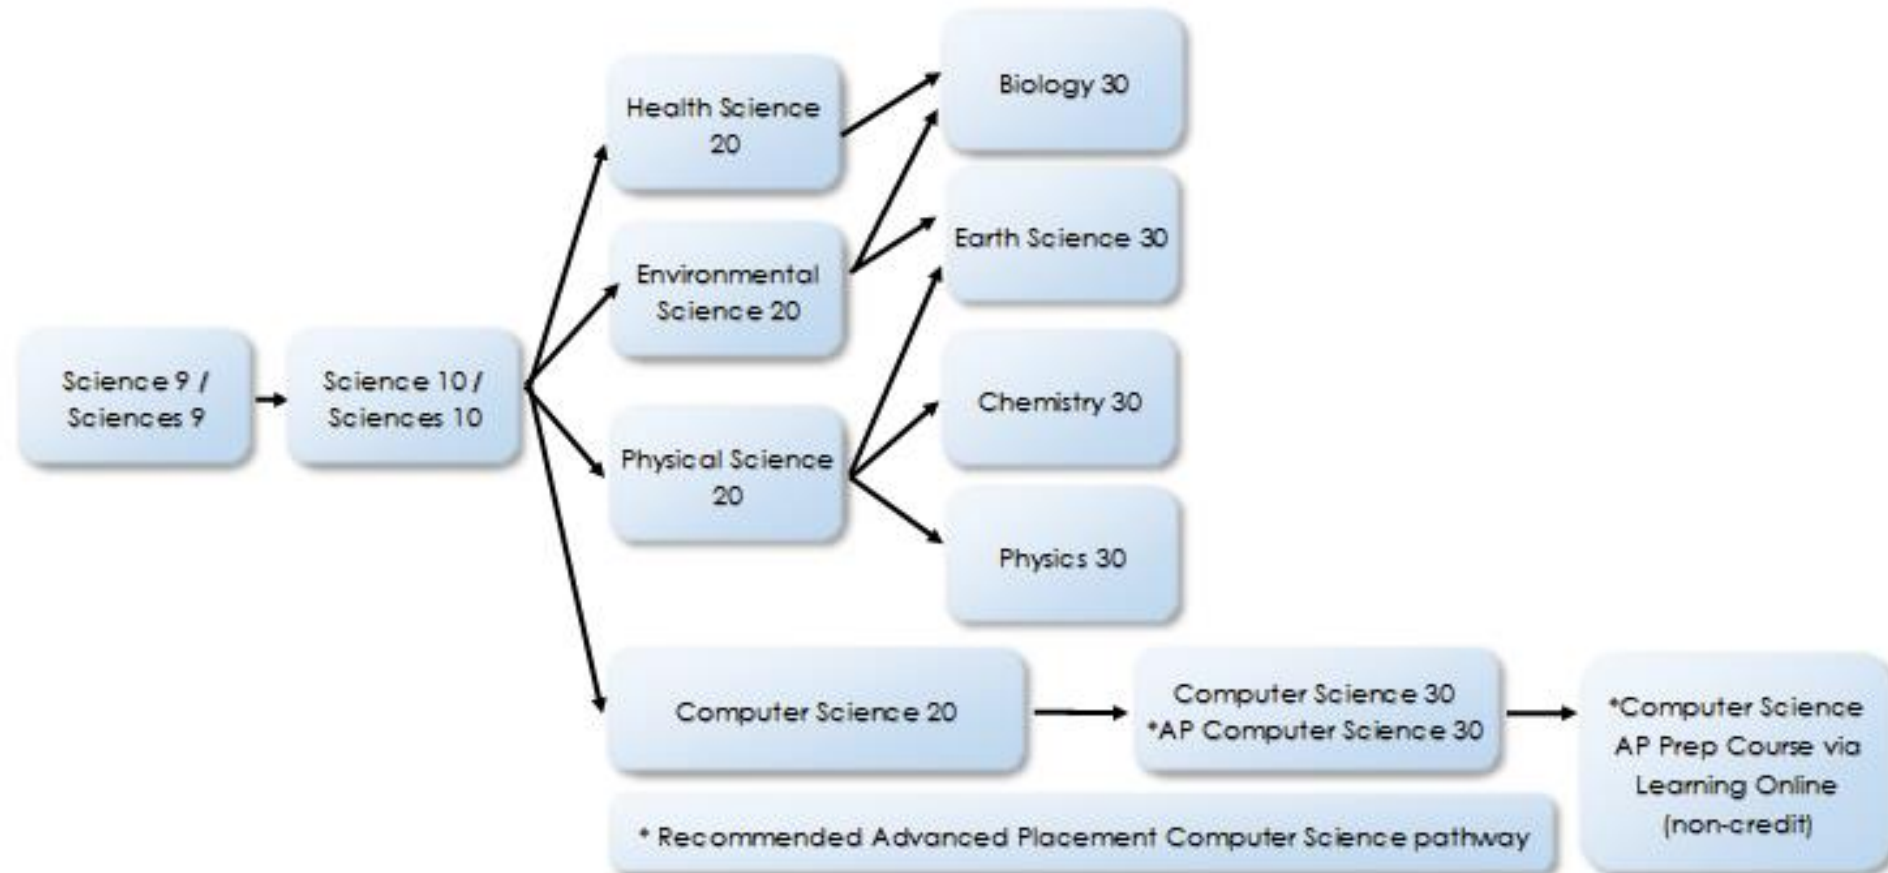 Science 9 /
Sciences 9
Science 10 /
Sciences 10
Health Science
20
Environmental
Science 20
Physical Science
20
Biology 30
Earth Science 30
Chemistry 30
Physics 30
Computer Science 20
Computer Science 30
*AP Computer Science 30
*Computer Science
AP Prep Course via
Learning Online
(non-credit)
* Recommended Advanced Placement Computer Science pathway